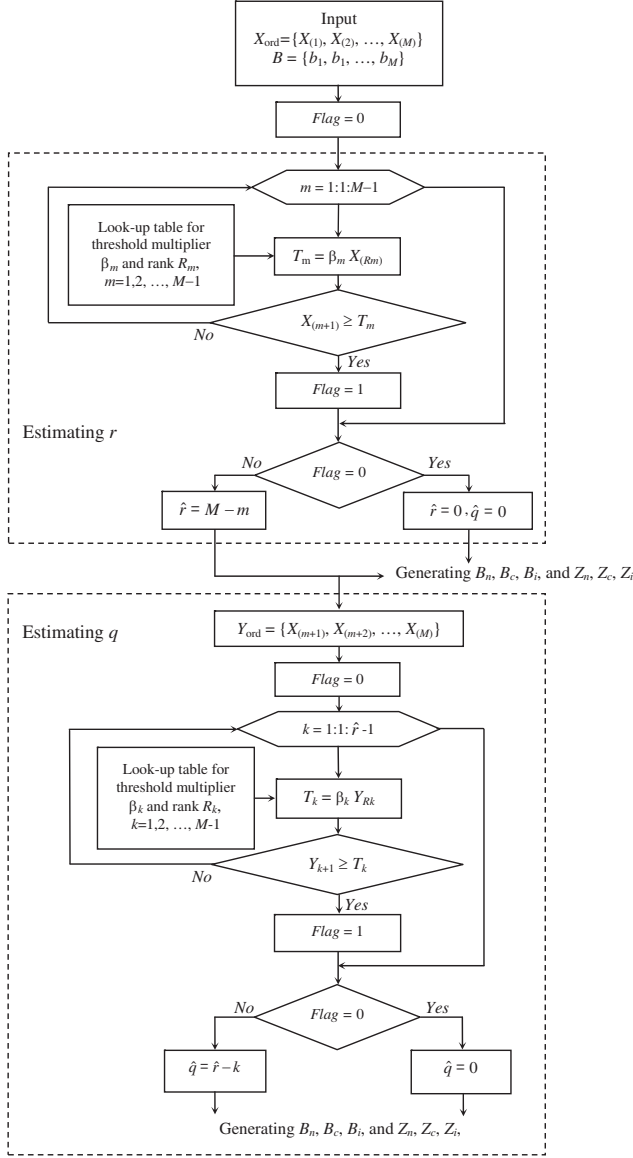 Input
X_ord={X_(1), X_(2), …, X_(M)}
B = {b_1, b_1, …, b_M}
Flag = 0
m = 1:1:M–1
Look-up table for
threshold multiplier
β_m and rank R_m,
m=1,2, …, M–1
T_m = β_m X_(Rm)
X_(m+1) ≥ T_m
No
Yes
Flag = 1
Estimating r
No
Flag = 0
Yes
r̂ = M – m
r̂ = 0 , q̂ = 0
Generating B_n, B_c, B_i, and Z_n, Z_c, Z_i
Estimating q
Y_ord = {X_(m+1), X_(m+2), …, X_(M)}
Flag = 0
k = 1:1: r̂ -1
Look-up table for
threshold multiplier
β_k and rank R_k,
k=1,2, …, M-1
T_k = β_k Y_Rk
Y_k+1 ≥ T_k
No
Yes
Flag = 1
No
Flag = 0
Yes
q̂ = r̂ – k
q̂ = 0
Generating B_n, B_c, B_i, and Z_n, Z_c, Z_i,